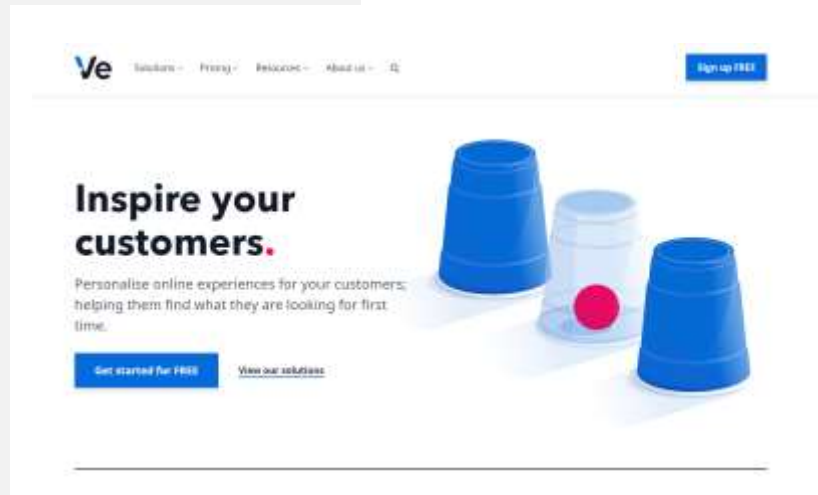 Ve
Solutions Pricing Resources About us
Sign up FREE
Inspire your
customers.
Personalise online experiences for your customers;
helping them find what they are looking for first
time.
Get started for FREE
View our solutions